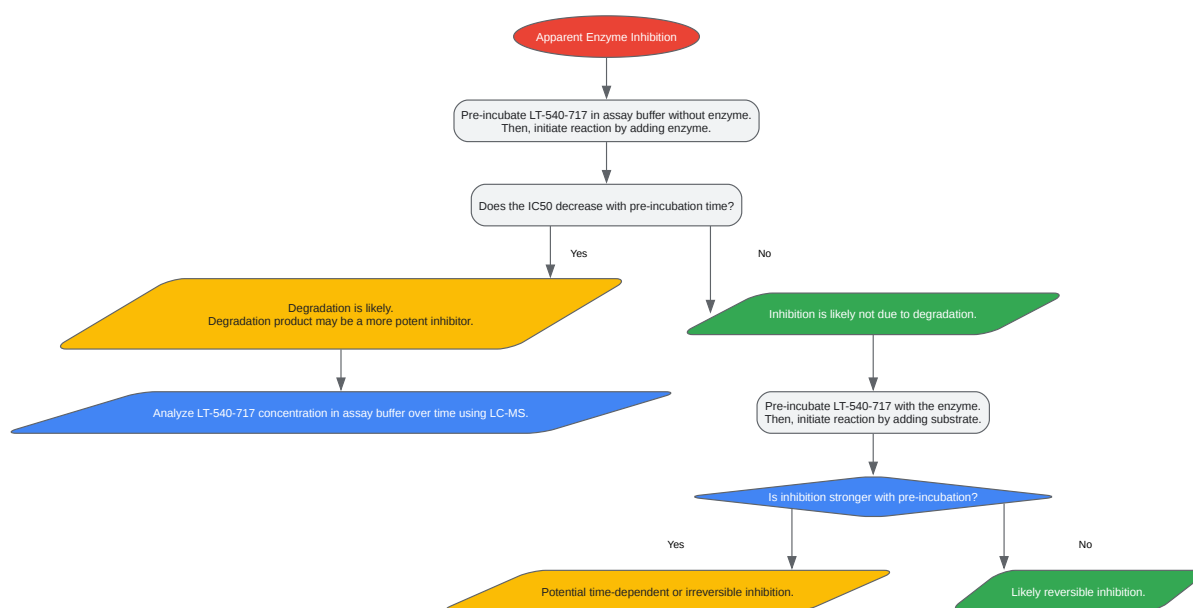 Apparent Enzyme Inhibition
Pre-incubate LT-540-717 in assay buffer without enzyme.
Then, initiate reaction by adding enzyme.
Does the IC50 decrease with pre-incubation time?
Yes
No
Degradation is likely.
Degradation product may be a more potent inhibitor.
Inhibition is likely not due to degradation.
Analyze LT-540-717 concentration in assay buffer over time using LC-MS.
Pre-incubate LT-540-717 with the enzyme.
Then, initiate reaction by adding substrate.
Is inhibition stronger with pre-incubation?
Yes
No
Potential time-dependent or irreversible inhibition.
Likely reversible inhibition.